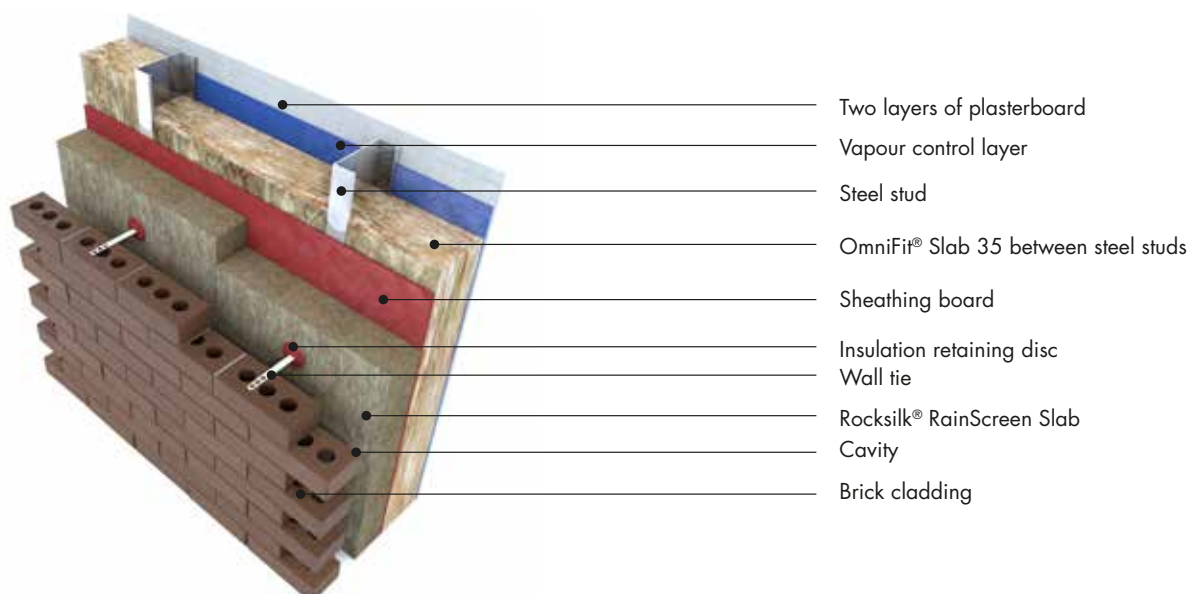 Two layers of plasterboard
Vapour control layer
Steel stud
OmniFit® Slab 35 between steel studs
Sheathing board
Insulation retaining disc
Wall tie
Rocksilk® RainScreen Slab
Cavity
Brick cladding